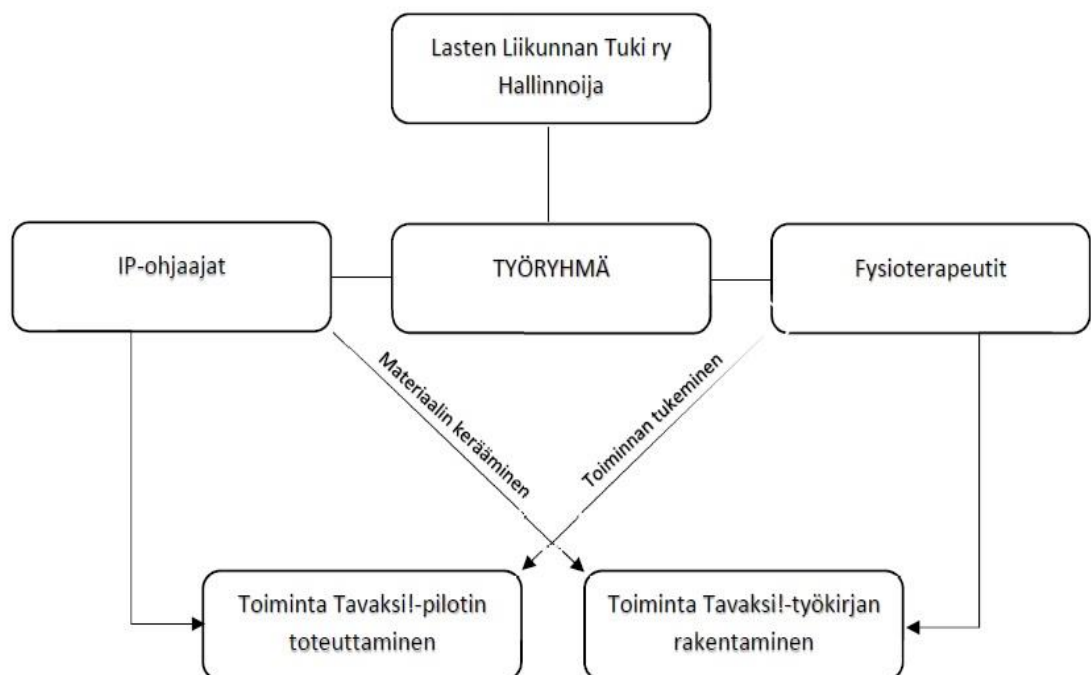 Lasten Liikunnan Tuki ry
Hallinnoija
IP-ohjaajat
TYÖRYHMÄ
Fysioterapeutit
Materiaalin kerääminen
Toiminnan tukeminen
Toiminta Tavaksi!-pilotin
toteuttaminen
Toiminta Tavaksi!-työkirjan
rakentaminen